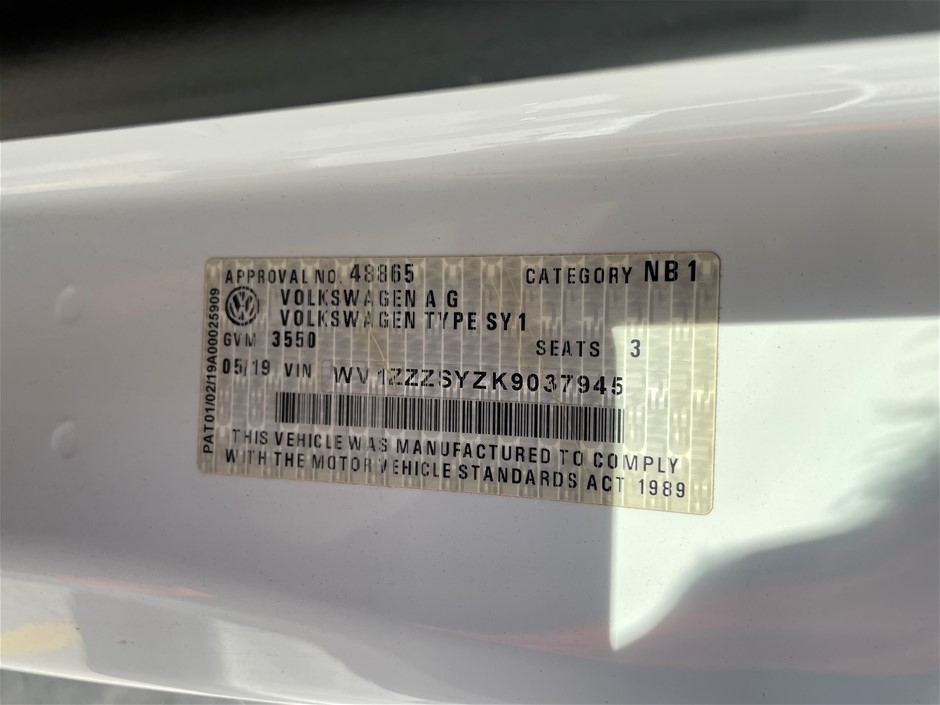 APPROVAL NO. 48865 CATEGORY NB1
VOLKSWAGEN AG
VOLKSWAGEN TYPE SY1
GVM 3550
SEATS 3
05/19 VIN WV1ZZZSYZK9037945
THIS VEHICLE WAS MANUFACTURED TO COMPLY
WITH THE MOTOR VEHICLE STANDARDS ACT 1989
PAT01/02/19A00025909